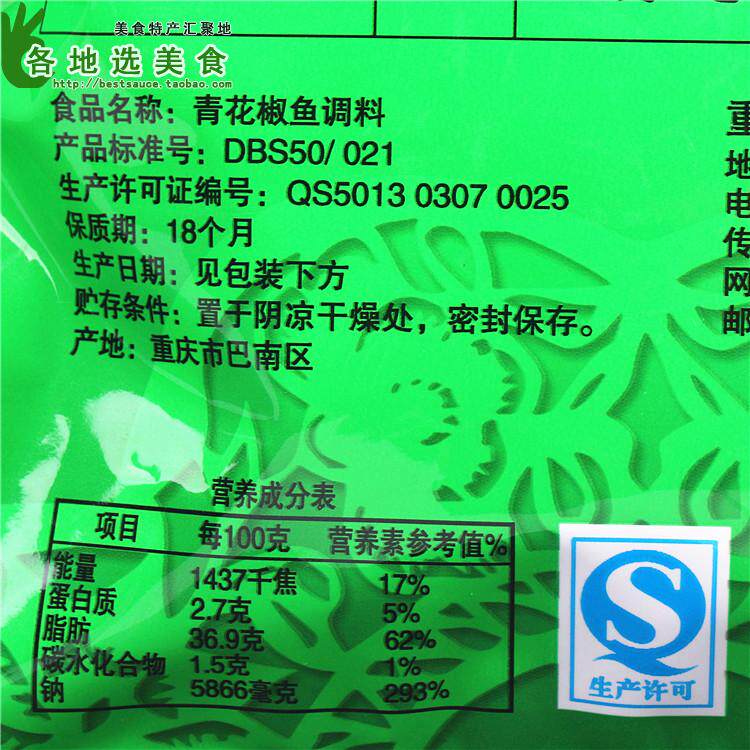 美食特产汇聚地
各地选美食
http://bestsauce.taobao.com
食品名称：青花椒鱼调料
产品标准号：DBS50/ 021
生产许可证编号：QS5013 0307 0025
保质期：18个月
生产日期：见包装下方
贮存条件：置于阴凉干燥处，密封保存。
产地：重庆市巴南区
重
地
电
传
网
邮
营养成分表
项目 每100克 营养素参考值%
能量 1437千焦 17%
蛋白质 2.7克 5%
脂肪 36.9克 62%
碳水化合物 1.5克 1%
钠 5866毫克 293%
QS
生产许可